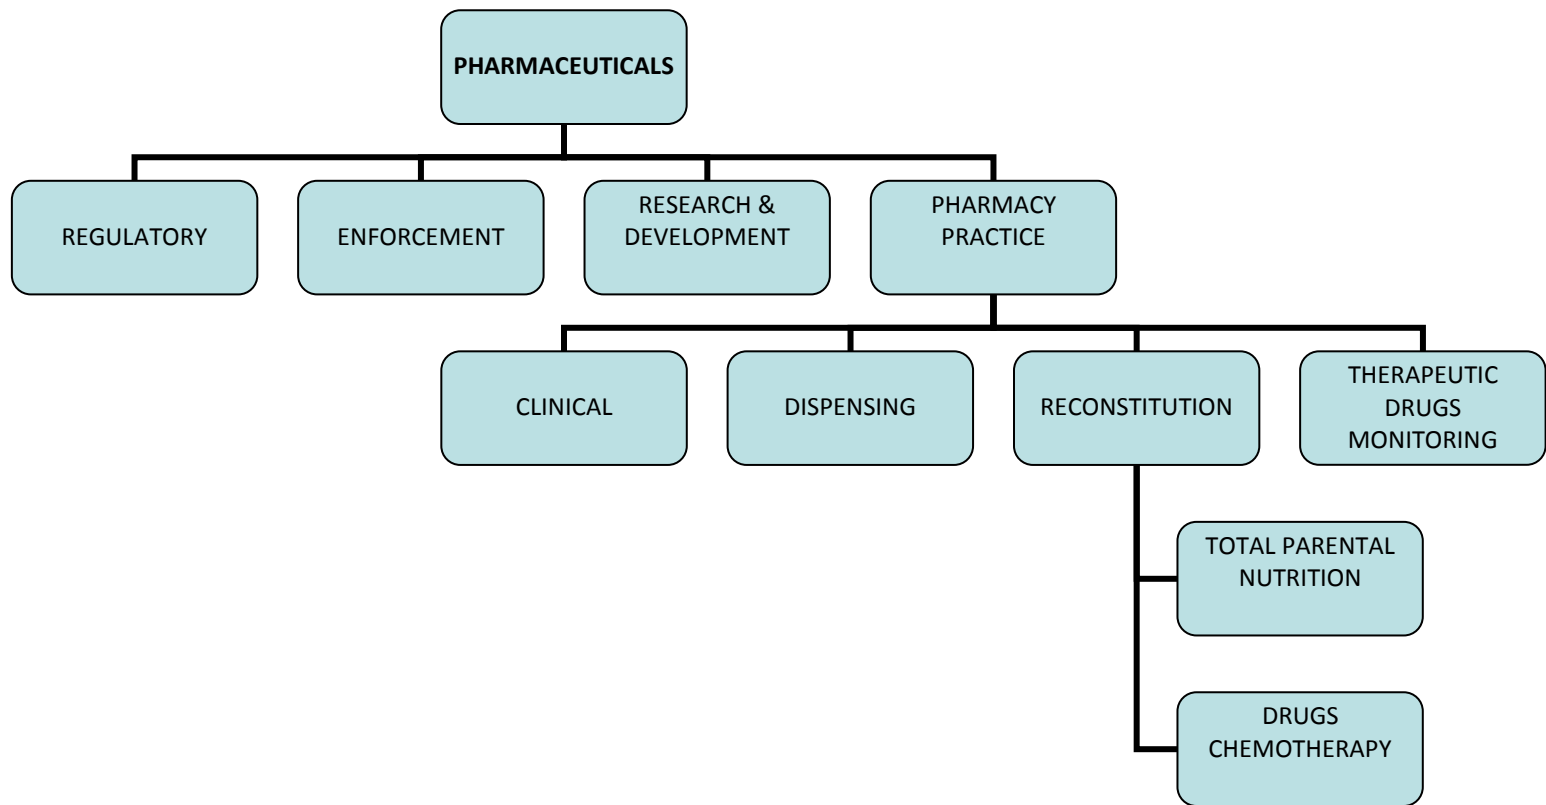 PHARMACEUTICALS
REGULATORY
ENFORCEMENT
RESEARCH &
DEVELOPMENT
PHARMACY
PRACTICE
CLINICAL
DISPENSING
RECONSTITUTION
THERAPEUTIC
DRUGS
MONITORING
TOTAL PARENTAL
NUTRITION
DRUGS
CHEMOTHERAPY